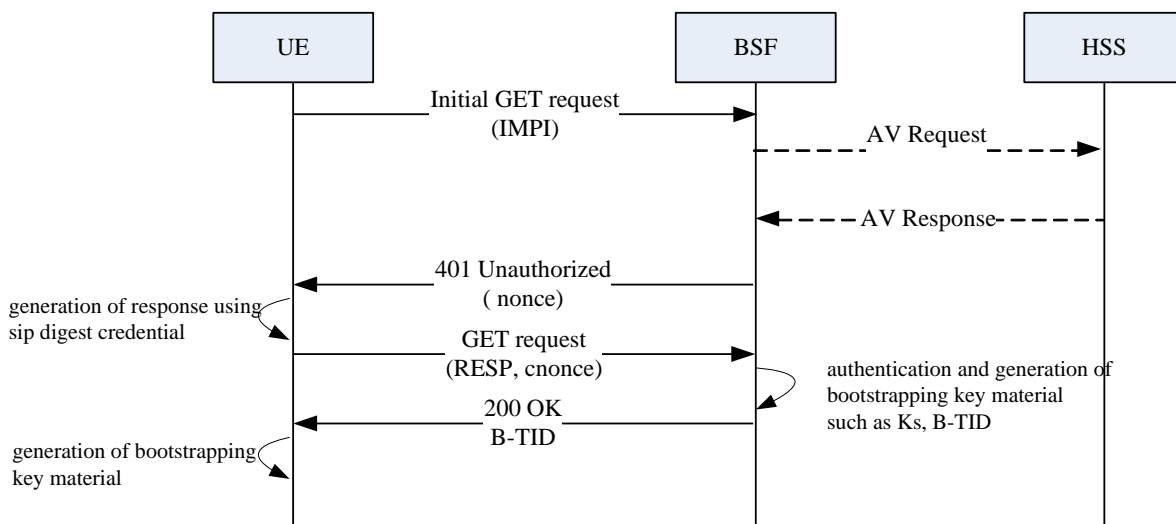 UE
BSF
HSS
Initial GET request
(IMPI)
AV Request
AV Response
401 Unauthorized
( nonce)
generation of response using
sip digest credential
GET request
(RESP, cnonce)
authentication and generation of
bootstrapping key material
such as Ks, B-TID
200 OK
B-TID
generation of bootstrapping
key material